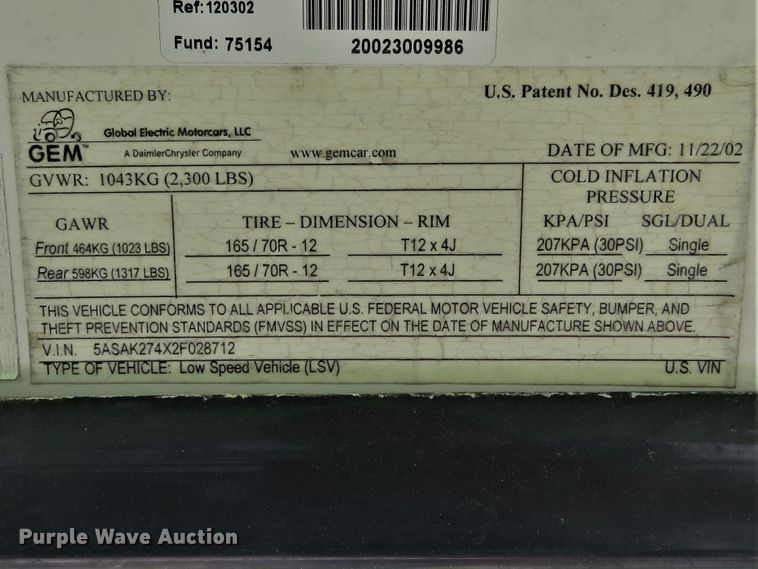 Ref:120302
Fund: 75154
20023009986
MANUFACTURED BY:
U.S. Patent No. Des. 419, 490
GEM™
Global Electric Motorcars, LLC
A DaimlerChrysler Company
www.gemcar.com
DATE OF MFG: 11/22/02
GVWR: 1043KG (2,300 LBS)
COLD INFLATION
PRESSURE
GAWR TIRE – DIMENSION – RIM KPA/PSI SGL/DUAL
Front 464KG (1023 LBS) 165 / 70R - 12 T12 x 4J 207KPA (30PSI) Single
Rear 598KG (1317 LBS) 165 / 70R - 12 T12 x 4J 207KPA (30PSI) Single
THIS VEHICLE CONFORMS TO ALL APPLICABLE U.S. FEDERAL MOTOR VEHICLE SAFETY, BUMPER, AND
THEFT PREVENTION STANDARDS (FMVSS) IN EFFECT ON THE DATE OF MANUFACTURE SHOWN ABOVE.
V.I.N. 5ASAK274X2F028712
TYPE OF VEHICLE: Low Speed Vehicle (LSV) U.S. VIN
Purple Wave Auction